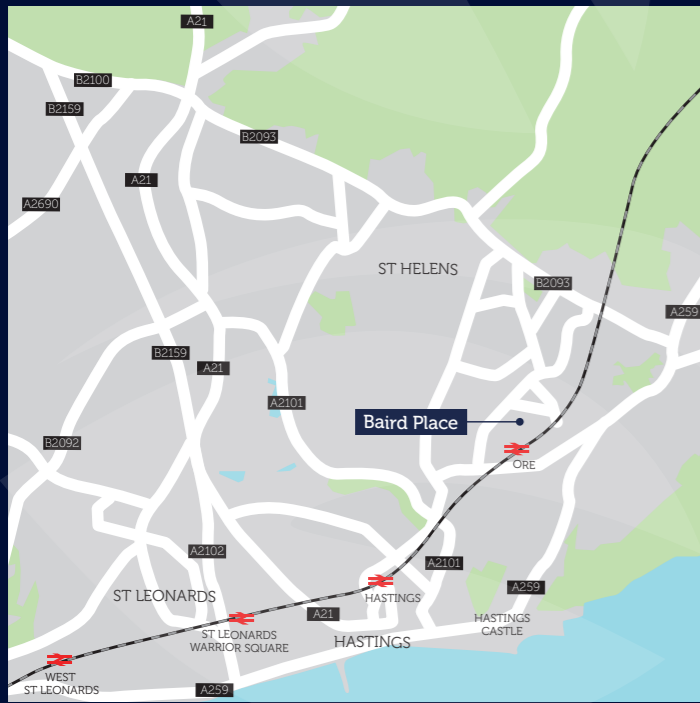 A21
B2100
B2159
B2093
A21
A2690
ST HELENS
B2093
A259
B2159
A21
A2101
Baird Place
B2092
ORE
A2102
A2101
ST LEONARDS
HASTINGS
A259
A21
HASTINGS
CASTLE
ST LEONARDS
WARRIOR SQUARE
HASTINGS
WEST
ST LEONARDS
A259